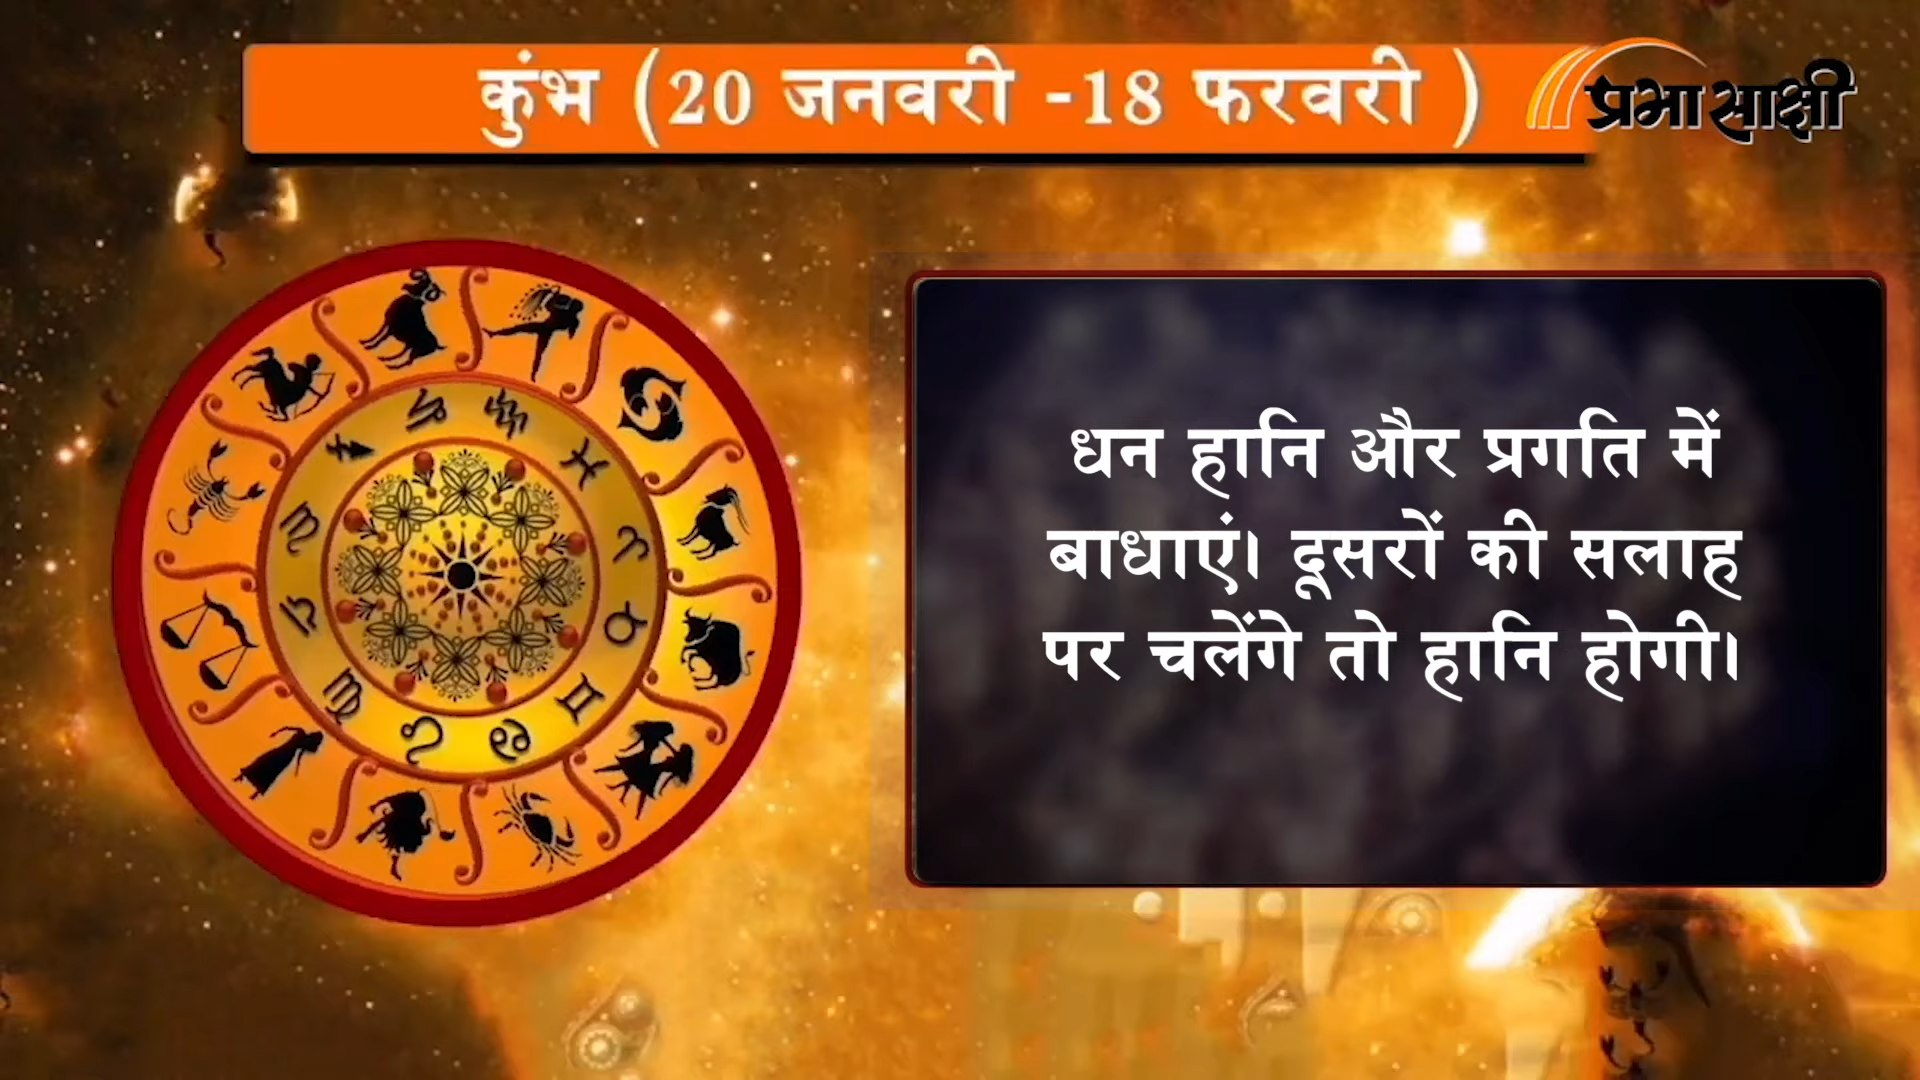 कुंभ (20 जनवरी -18 फरवरी )
प्रभासाक्षी
धन हानि और प्रगति में
बाधाएं। दूसरों की सलाह
पर चलेंगे तो हानि होगी।